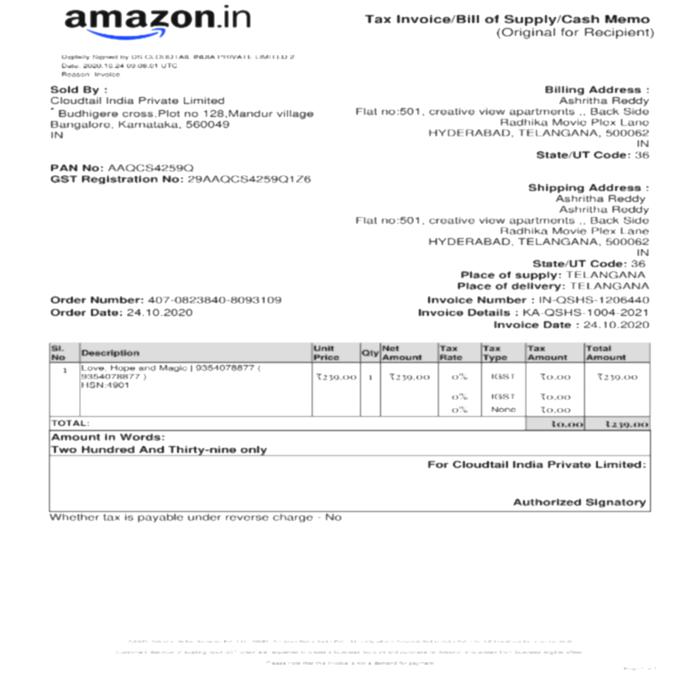 amazon.in
Tax Invoice/Bill of Supply/Cash Memo
(Original for Recipient)
Digitally Signed by DS CLOUDTAIL INDIA PRIVATE LIMITED 2
Date: 2020.10.24 09:08:01 UTC
Reason: Invoice
Sold By :
Cloudtail India Private Limited
* Budhigere cross,Plot no 128,Mandur village
Bangalore, Karnataka, 560049
IN
PAN No: AAQCS4259Q
GST Registration No: 29AAQCS4259Q1Z6
Billing Address :
Ashritha Reddy
Flat no:501, creative view apartments ,, Back Side
Radhika Movie Plex Lane
HYDERABAD, TELANGANA, 500062
IN
State/UT Code: 36
Shipping Address :
Ashritha Reddy
Ashritha Reddy
Flat no:501, creative view apartments ,, Back Side
Radhika Movie Plex Lane
HYDERABAD, TELANGANA, 500062
IN
State/UT Code: 36
Place of supply: TELANGANA
Place of delivery: TELANGANA
Order Number: 407-0823840-8093109
Order Date: 24.10.2020
Invoice Number : IN-QSHS-1206440
Invoice Details : KA-QSHS-1004-2021
Invoice Date : 24.10.2020
Sl. No Description Unit Price Qty Net Amount Tax Rate Tax Type Tax Amount Total Amount
1 Love, Hope and Magic | 9354078877 ( ₹239.00 1 ₹239.00 0% IGST ₹0.00 ₹239.00
9354078877 )
HSN:4901
0% IGST ₹0.00
0% None ₹0.00
TOTAL: ₹0.00 ₹239.00
Amount in Words:
Two Hundred And Thirty-nine only
For Cloudtail India Private Limited:
Authorized Signatory
Whether tax is payable under reverse charge - No
Please note that this invoice is not a demand for payment